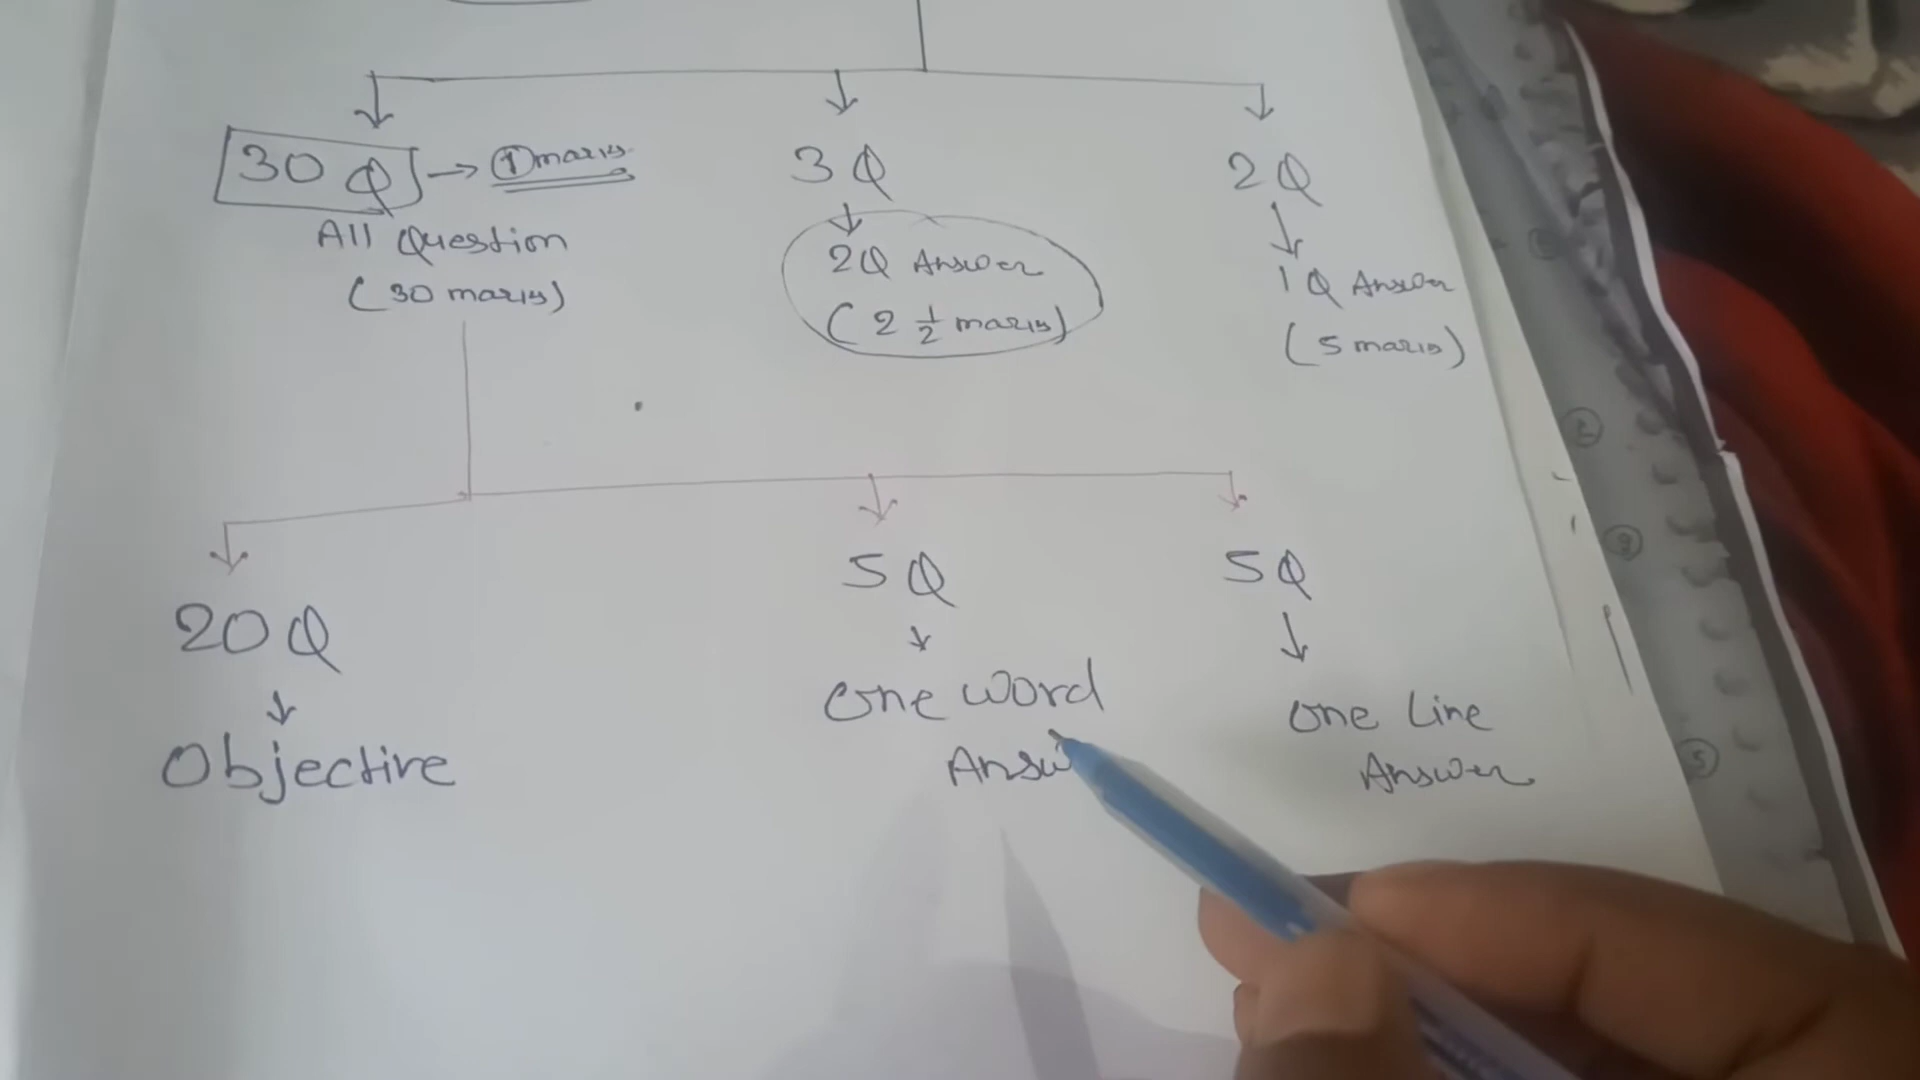 30 Q → ① marks
All Question
(30 marks)
3 Q
2Q Answer
(2 1/2 marks)
2 Q
1 Q Answer
(5 marks)
20 Q
Objective
5 Q
One word
Answ
5 Q
One Line
Answer